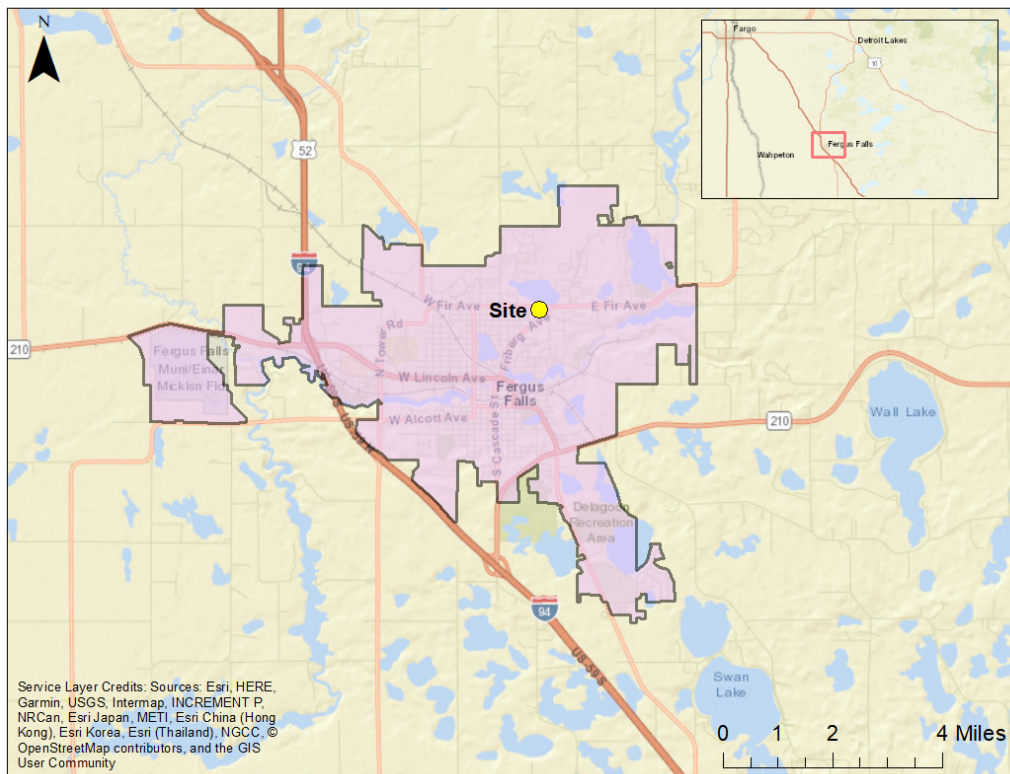 N
Fargo
Detroit Lakes
10
Wahpeton
Fergus Falls
52
W Fir Ave
Site
E Fir Ave
Friberg Ave
N Tower Rd
210
Fergus Falls
Muni/Einar
Micklsn Fld
W Lincoln Ave
Fergus
Falls
W Alcott Ave
S Cascade St
210
Wall Lake
Delagoon
Recreation
Area
94
US-59 S
Swan
Lake
Service Layer Credits: Sources: Esri, HERE,
Garmin, USGS, Intermap, INCREMENT P,
NRCan, Esri Japan, METI, Esri China (Hong
Kong), Esri Korea, Esri (Thailand), NGCC, ©
OpenStreetMap contributors, and the GIS
User Community
0 1 2 4 Miles